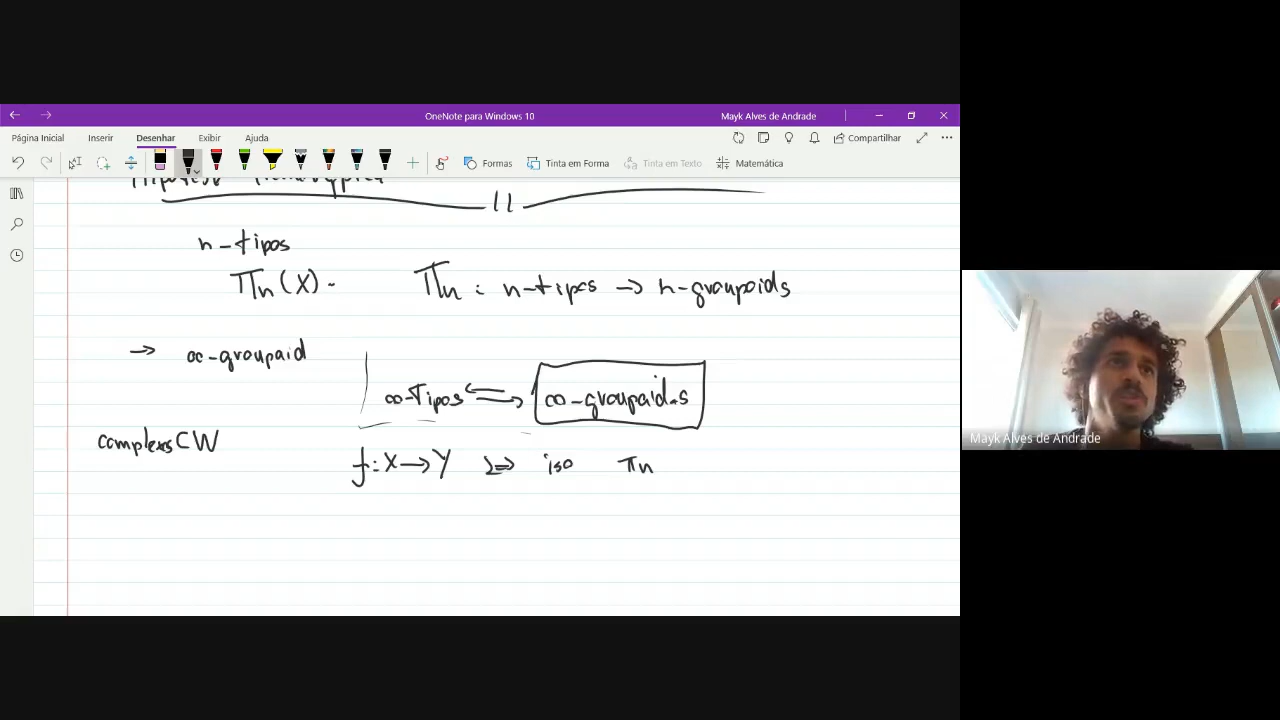 OneNote para Windows 10
Mayk Alves de Andrade
Página Inicial Inserir Desenhar Exibir Ajuda
Compartilhar
Formas Tinta em Forma Tinta em Texto Matemática
n-tipos
Πn(X)
Πn : n-tipos → n-groupoids
→ ∞-groupoid
∞-Tipos ⇄ ∞-groupoids
complexs CW
f: X → Y ⇔ iso πn
Mayk Alves de Andrade